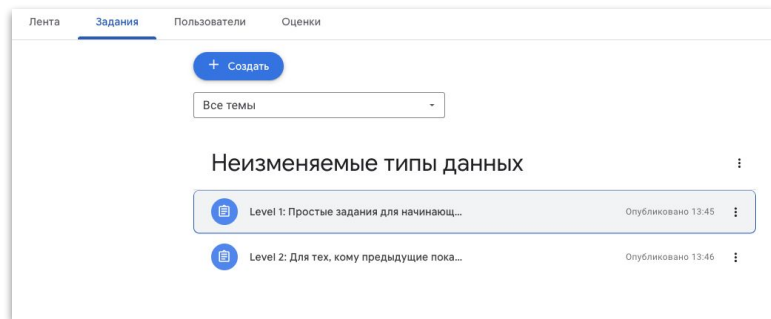 Лента Задания Пользователи Оценки
+ Создать
Все темы
Неизменяемые типы данных
Level 1: Простые задания для начинающ... Опубликовано 13:45
Level 2: Для тех, кому предыдущие пока... Опубликовано 13:46